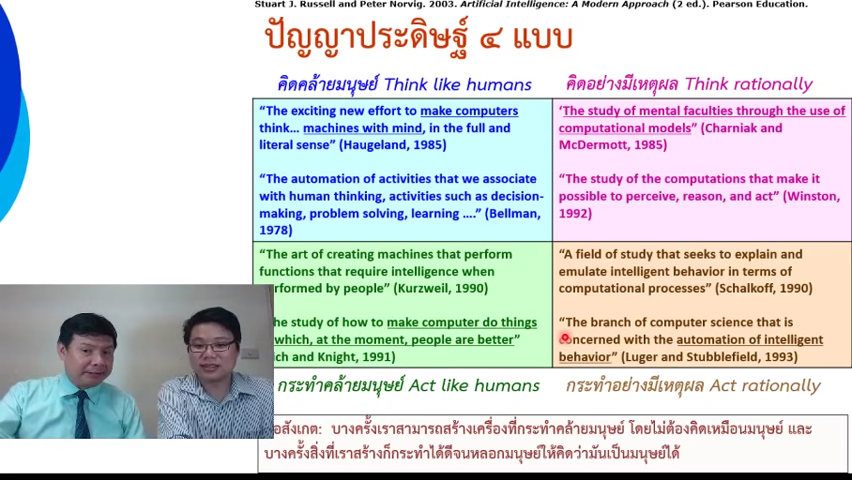 Stuart J. Russell and Peter Norvig. 2003. Artificial Intelligence: A Modern Approach (2 ed.). Pearson Education.
ปัญญาประดิษฐ์ ๔ แบบ
คิดคล้ายมนุษย์ Think like humans
คิดอย่างมีเหตุผล Think rationally
“The exciting new effort to make computers
think… machines with mind, in the full and
literal sense” (Haugeland, 1985)
“The automation of activities that we associate
with human thinking, activities such as decision-
making, problem solving, learning ….” (Bellman,
1978)
‘The study of mental faculties through the use of
computational models” (Charniak and
McDermott, 1985)
“The study of the computations that make it
possible to perceive, reason, and act” (Winston,
1992)
“The art of creating machines that perform
functions that require intelligence when
rformed by people” (Kurzweil, 1990)
he study of how to make computer do things
which, at the moment, people are better”
ich and Knight, 1991)
“A field of study that seeks to explain and
emulate intelligent behavior in terms of
computational processes” (Schalkoff, 1990)
“The branch of computer science that is
concerned with the automation of intelligent
behavior” (Luger and Stubblefield, 1993)
กระทำคล้ายมนุษย์ Act like humans
กระทำอย่างมีเหตุผล Act rationally
อสังเกต: บางครั้งเราสามารถสร้างเครื่องที่กระทำคล้ายมนุษย์ โดยไม่ต้องคิดเหมือนมนุษย์ และ
บางครั้งสิ่งที่เราสร้างก็กระทำได้ดีจนหลอกมนุษย์ให้คิดว่ามันเป็นมนุษย์ได้